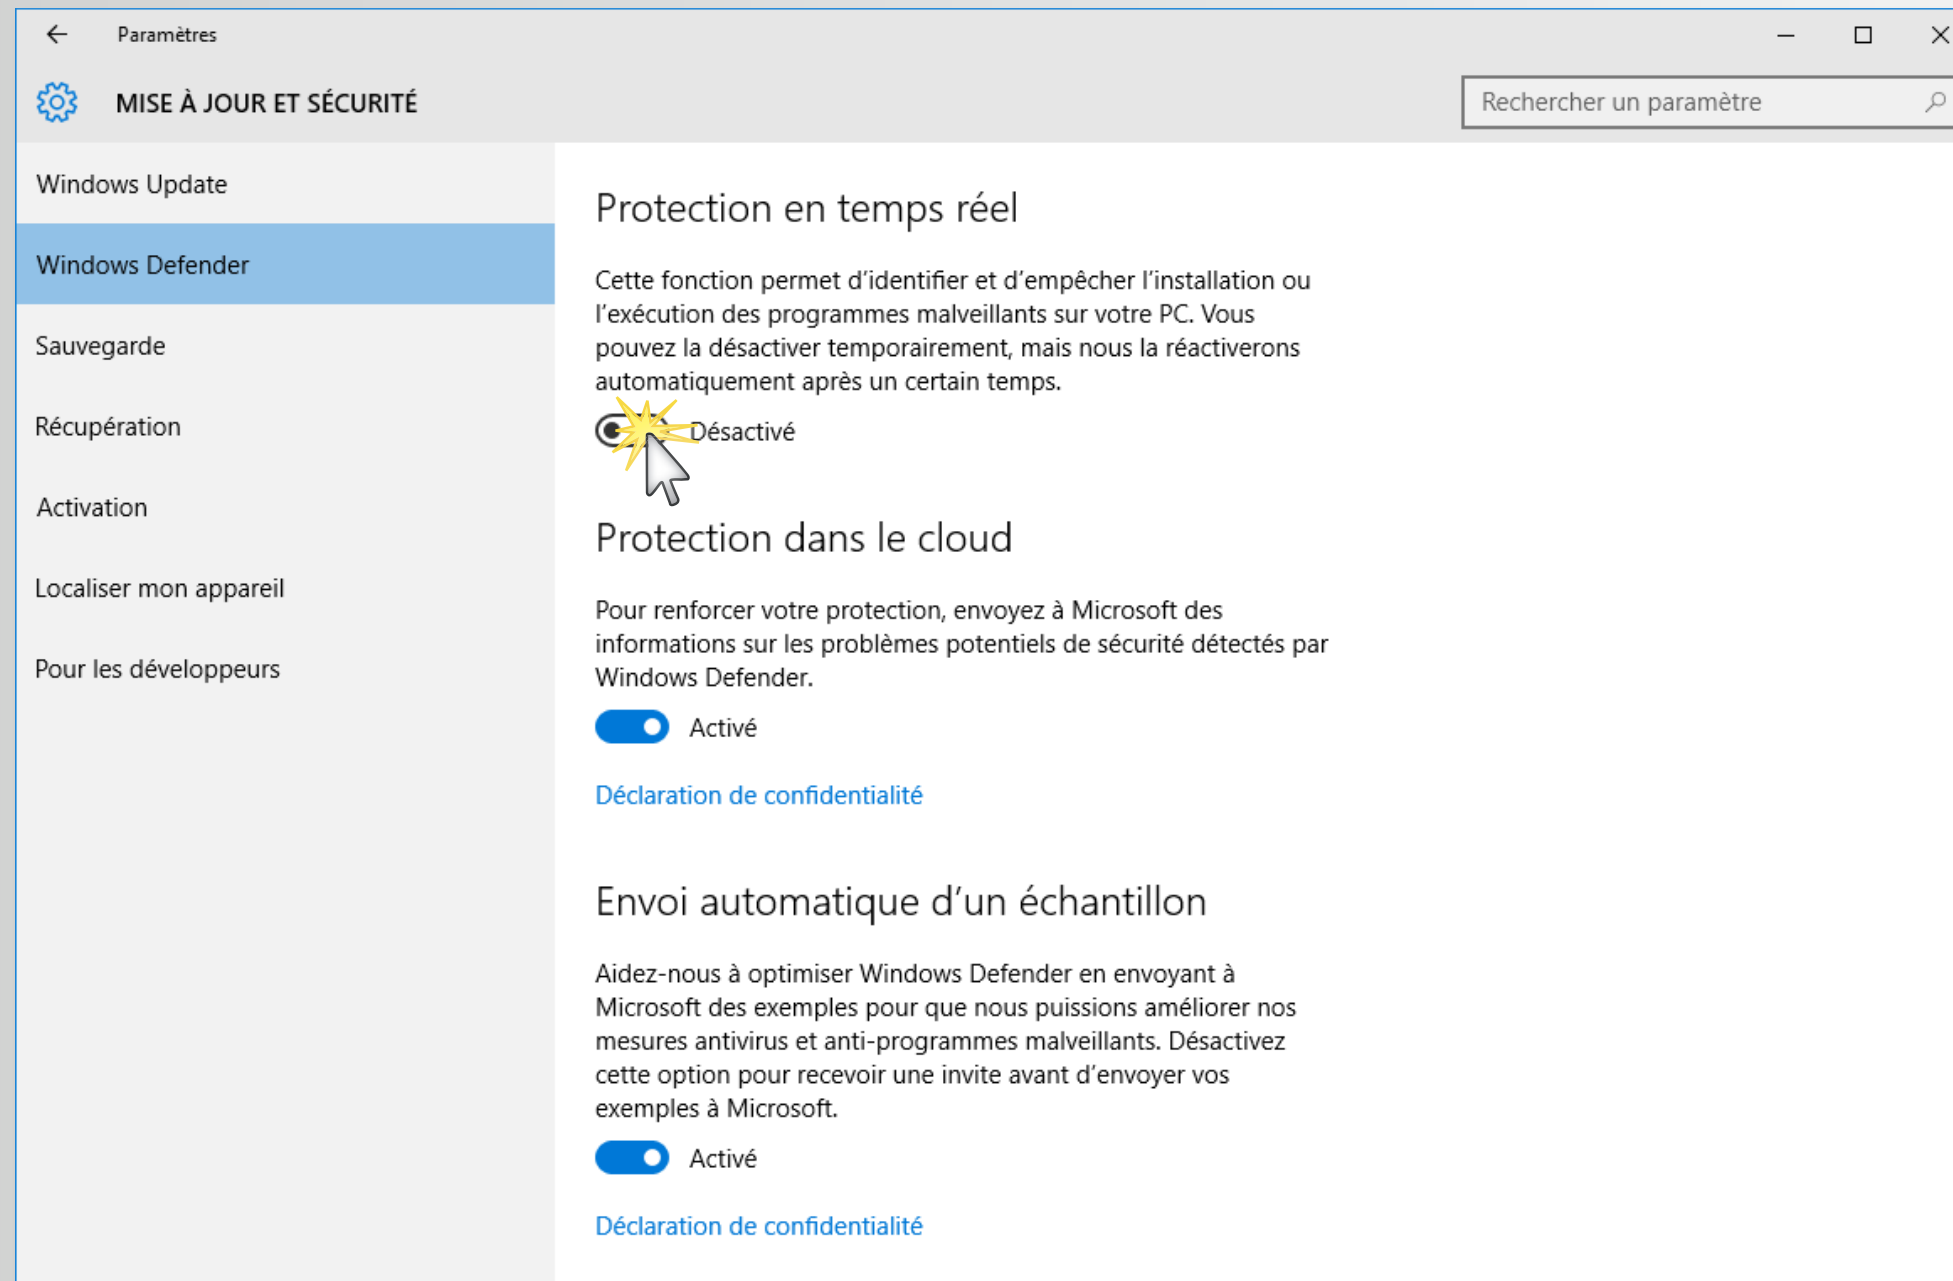 Paramètres
MISE À JOUR ET SÉCURITÉ
Rechercher un paramètre
Windows Update
Windows Defender
Sauvegarde
Récupération
Activation
Localiser mon appareil
Pour les développeurs
Protection en temps réel
Cette fonction permet d’identifier et d’empêcher l’installation ou
l’exécution des programmes malveillants sur votre PC. Vous
pouvez la désactiver temporairement, mais nous la réactiverons
automatiquement après un certain temps.
Désactivé
Protection dans le cloud
Pour renforcer votre protection, envoyez à Microsoft des
informations sur les problèmes potentiels de sécurité détectés par
Windows Defender.
Activé
Déclaration de confidentialité
Envoi automatique d’un échantillon
Aidez-nous à optimiser Windows Defender en envoyant à
Microsoft des exemples pour que nous puissions améliorer nos
mesures antivirus et anti-programmes malveillants. Désactivez
cette option pour recevoir une invite avant d’envoyer vos
exemples à Microsoft.
Activé
Déclaration de confidentialité